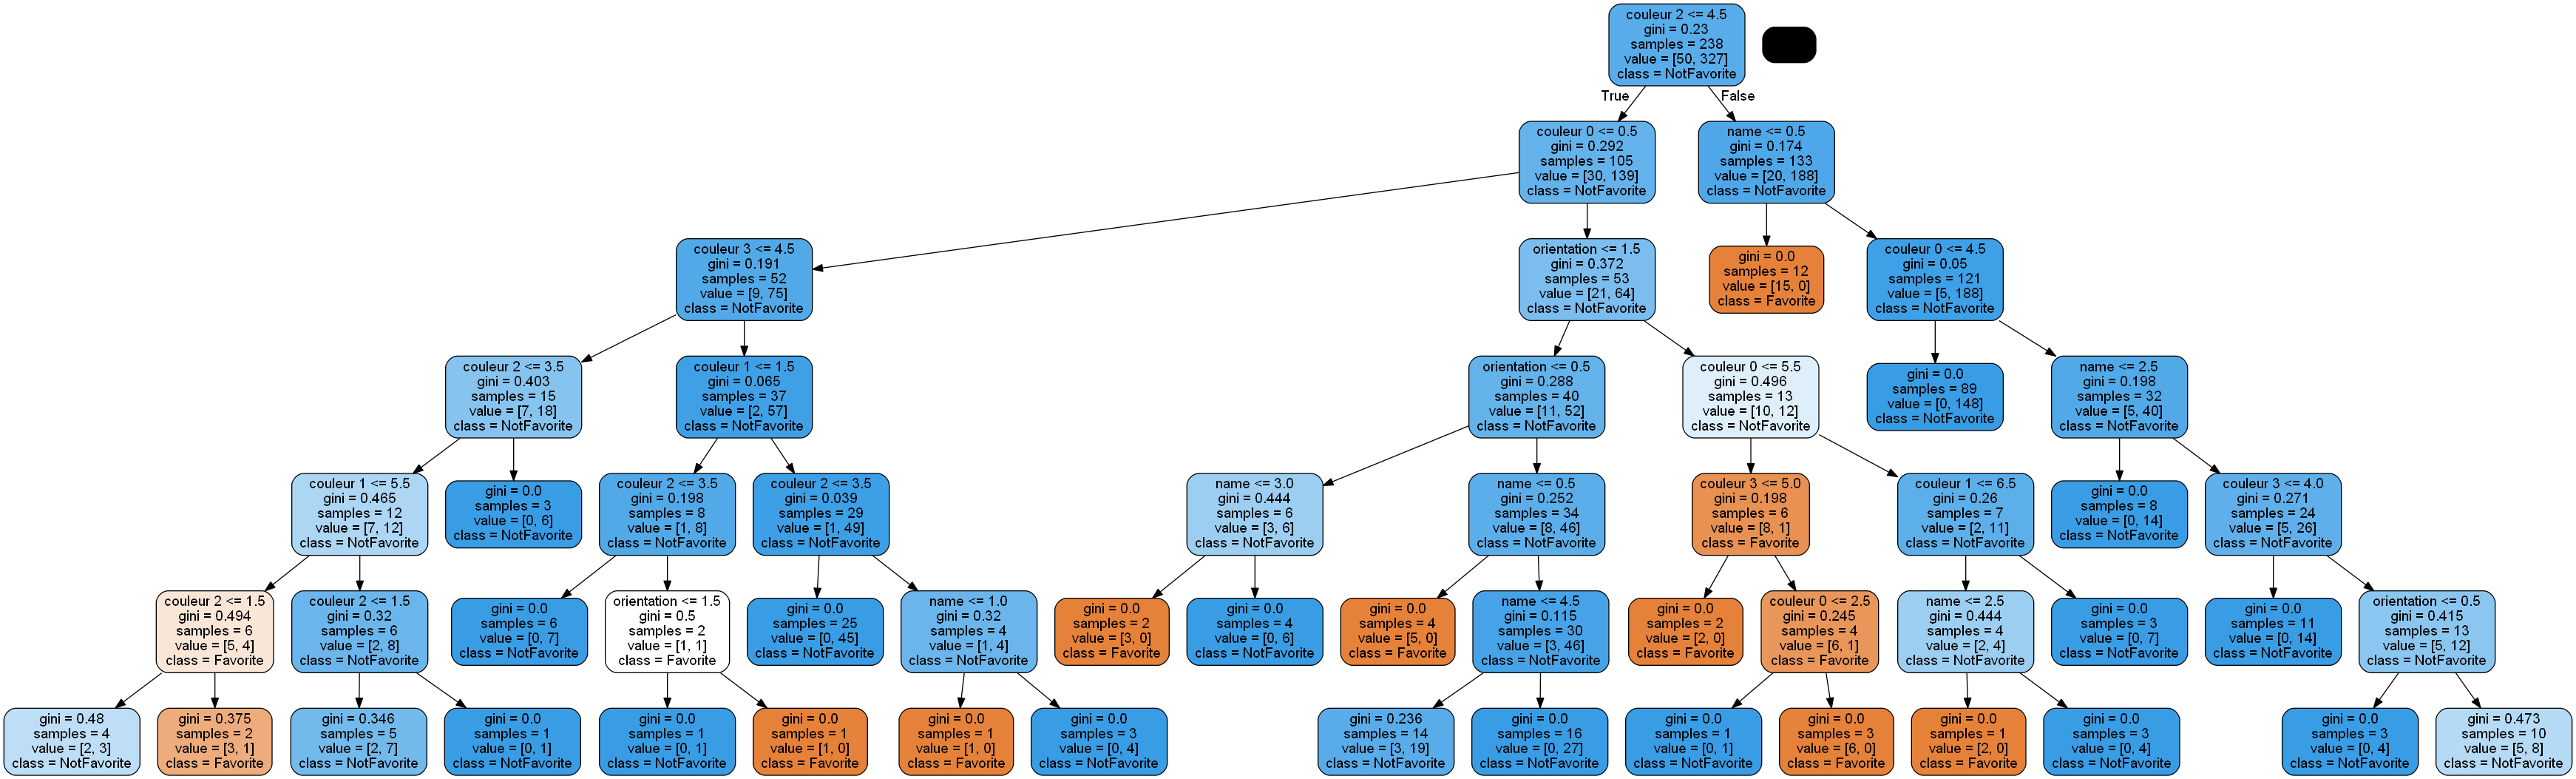 couleur 2 <= 4.5
gini = 0.23
samples = 238
value = [50, 327]
class = NotFavorite
True
False
couleur 0 <= 0.5
gini = 0.292
samples = 105
value = [30, 139]
class = NotFavorite
name <= 0.5
gini = 0.174
samples = 133
value = [20, 188]
class = NotFavorite
couleur 3 <= 4.5
gini = 0.191
samples = 52
value = [9, 75]
class = NotFavorite
orientation <= 1.5
gini = 0.372
samples = 53
value = [21, 64]
class = NotFavorite
gini = 0.0
samples = 12
value = [15, 0]
class = Favorite
couleur 0 <= 4.5
gini = 0.05
samples = 121
value = [5, 188]
class = NotFavorite
couleur 2 <= 3.5
gini = 0.403
samples = 15
value = [7, 18]
class = NotFavorite
couleur 1 <= 1.5
gini = 0.065
samples = 37
value = [2, 57]
class = NotFavorite
orientation <= 0.5
gini = 0.288
samples = 40
value = [11, 52]
class = NotFavorite
couleur 0 <= 5.5
gini = 0.496
samples = 13
value = [10, 12]
class = NotFavorite
gini = 0.0
samples = 89
value = [0, 148]
class = NotFavorite
name <= 2.5
gini = 0.198
samples = 32
value = [5, 40]
class = NotFavorite
couleur 1 <= 5.5
gini = 0.465
samples = 12
value = [7, 12]
class = NotFavorite
gini = 0.0
samples = 3
value = [0, 6]
class = NotFavorite
couleur 2 <= 3.5
gini = 0.198
samples = 8
value = [1, 8]
class = NotFavorite
couleur 2 <= 3.5
gini = 0.039
samples = 29
value = [1, 49]
class = NotFavorite
name <= 3.0
gini = 0.444
samples = 6
value = [3, 6]
class = NotFavorite
name <= 0.5
gini = 0.252
samples = 34
value = [8, 46]
class = NotFavorite
couleur 3 <= 5.0
gini = 0.198
samples = 6
value = [8, 1]
class = Favorite
couleur 1 <= 6.5
gini = 0.26
samples = 7
value = [2, 11]
class = NotFavorite
gini = 0.0
samples = 8
value = [0, 14]
class = NotFavorite
couleur 3 <= 4.0
gini = 0.271
samples = 24
value = [5, 26]
class = NotFavorite
couleur 2 <= 1.5
gini = 0.494
samples = 6
value = [5, 4]
class = Favorite
couleur 2 <= 1.5
gini = 0.32
samples = 6
value = [2, 8]
class = NotFavorite
gini = 0.0
samples = 6
value = [0, 7]
class = NotFavorite
orientation <= 1.5
gini = 0.5
samples = 2
value = [1, 1]
class = Favorite
gini = 0.0
samples = 25
value = [0, 45]
class = NotFavorite
name <= 1.0
gini = 0.32
samples = 4
value = [1, 4]
class = NotFavorite
gini = 0.0
samples = 2
value = [3, 0]
class = Favorite
gini = 0.0
samples = 4
value = [0, 6]
class = NotFavorite
gini = 0.0
samples = 4
value = [5, 0]
class = Favorite
name <= 4.5
gini = 0.115
samples = 30
value = [3, 46]
class = NotFavorite
gini = 0.0
samples = 2
value = [2, 0]
class = Favorite
couleur 0 <= 2.5
gini = 0.245
samples = 4
value = [6, 1]
class = Favorite
name <= 2.5
gini = 0.444
samples = 4
value = [2, 4]
class = NotFavorite
gini = 0.0
samples = 3
value = [0, 7]
class = NotFavorite
gini = 0.0
samples = 11
value = [0, 14]
class = NotFavorite
orientation <= 0.5
gini = 0.415
samples = 13
value = [5, 12]
class = NotFavorite
gini = 0.48
samples = 4
value = [2, 3]
class = NotFavorite
gini = 0.375
samples = 2
value = [3, 1]
class = Favorite
gini = 0.346
samples = 5
value = [2, 7]
class = NotFavorite
gini = 0.0
samples = 1
value = [0, 1]
class = NotFavorite
gini = 0.0
samples = 1
value = [0, 1]
class = NotFavorite
gini = 0.0
samples = 1
value = [1, 0]
class = Favorite
gini = 0.0
samples = 1
value = [1, 0]
class = Favorite
gini = 0.0
samples = 3
value = [0, 4]
class = NotFavorite
gini = 0.236
samples = 14
value = [3, 19]
class = NotFavorite
gini = 0.0
samples = 16
value = [0, 27]
class = NotFavorite
gini = 0.0
samples = 1
value = [0, 1]
class = NotFavorite
gini = 0.0
samples = 3
value = [6, 0]
class = Favorite
gini = 0.0
samples = 1
value = [2, 0]
class = Favorite
gini = 0.0
samples = 3
value = [0, 4]
class = NotFavorite
gini = 0.0
samples = 3
value = [0, 4]
class = NotFavorite
gini = 0.473
samples = 10
value = [5, 8]
class = NotFavorite